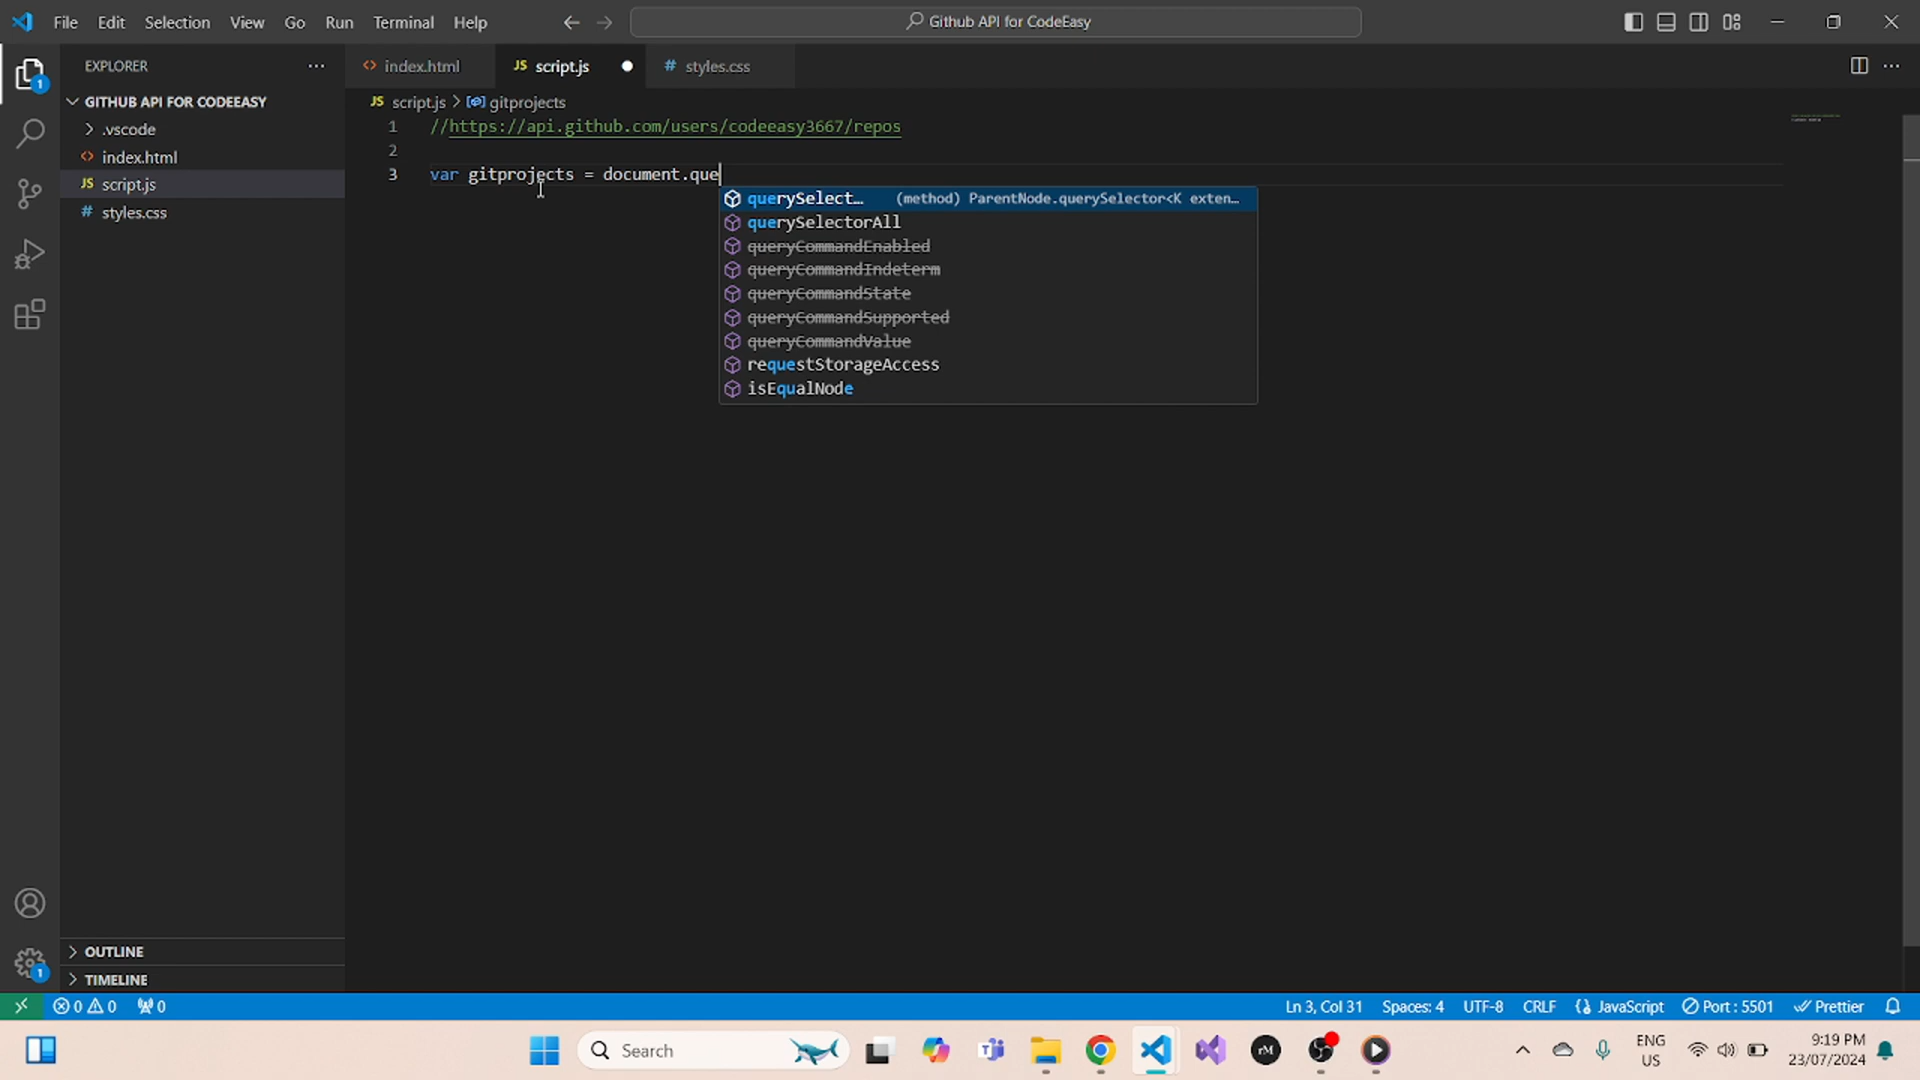 File Edit Selection View Go Run Terminal Help
Github API for CodeEasy
EXPLORER
index.html
script.js
styles.css
GITHUB API FOR CODEEASY
.vscode
index.html
script.js
styles.css
script.js > gitprojects
1 //https://api.github.com/users/codeeasy3667/repos
2
3 var gitprojects = document.que
querySelect… (method) ParentNode.querySelector<K exten…
querySelectorAll
queryCommandEnabled
queryCommandIndeterm
queryCommandState
queryCommandSupported
queryCommandValue
requestStorageAccess
isEqualNode
1
OUTLINE
1
TIMELINE
0 0 0
Ln 3, Col 31 Spaces: 4 UTF-8 CRLF JavaScript Port : 5501 Prettier
Search
rM
ENG
US
9:19 PM
23/07/2024